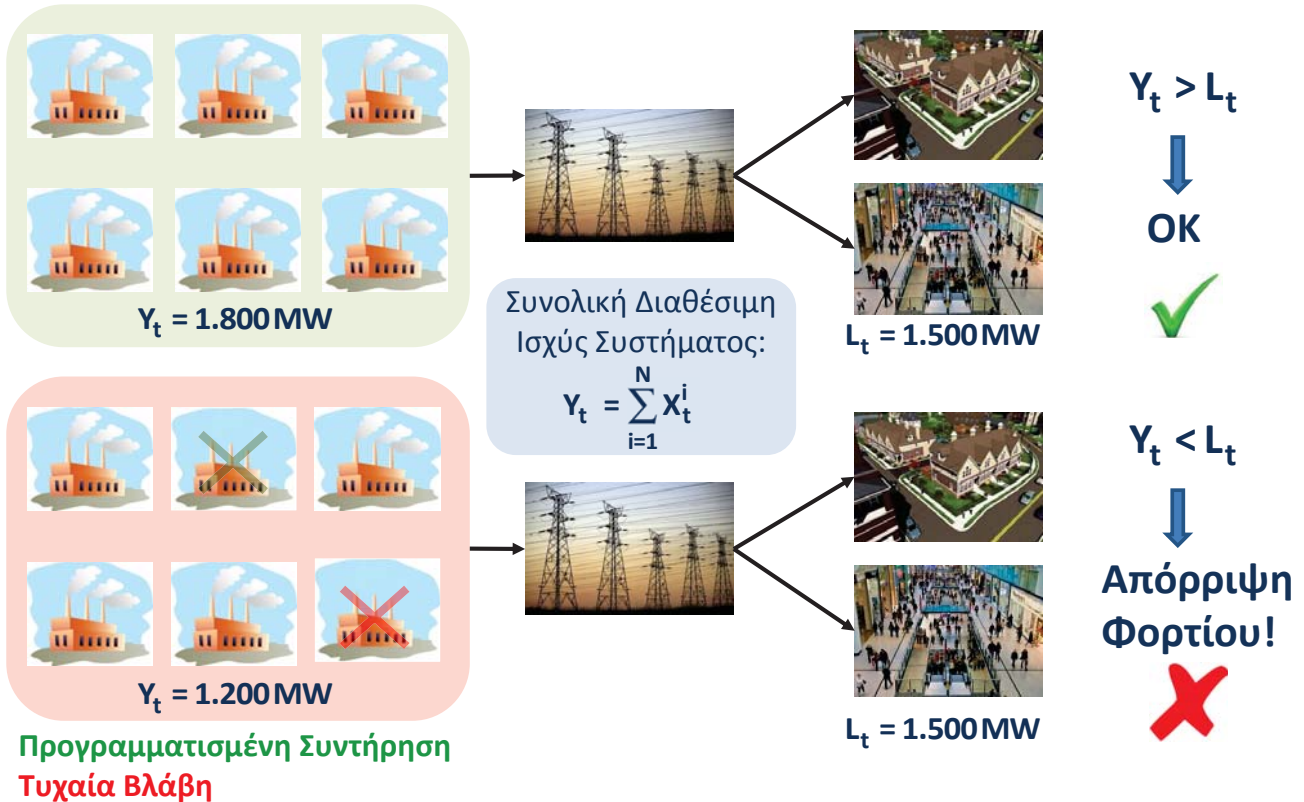 Y_t = 1.800 MW
Συνολική Διαθέσιμη
Ισχύς Συστήματος:
Y_t = ∑_{i=1}^{N} X_t^i
L_t = 1.500 MW
Y_t > L_t
OK
Y_t = 1.200 MW
L_t = 1.500 MW
Y_t < L_t
Απόρριψη
Φορτίου!
Προγραμματισμένη Συντήρηση
Τυχαία Βλάβη